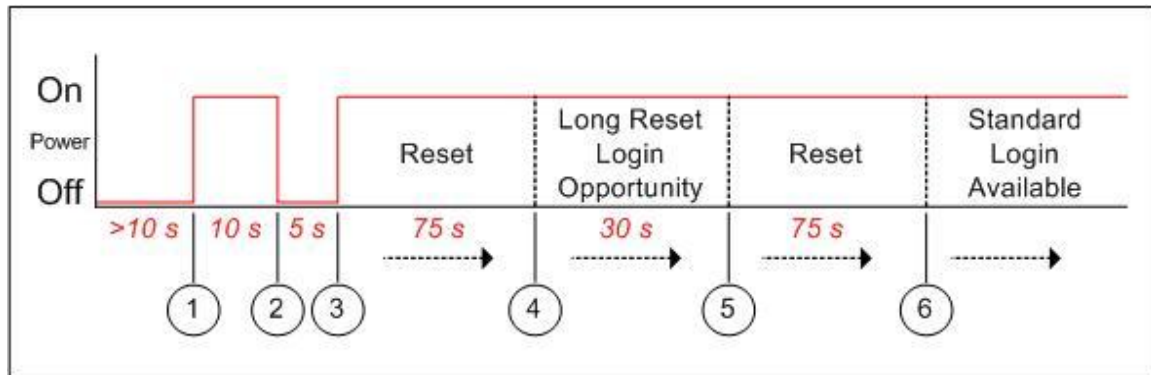 On
Power
Off
Reset
Long Reset
Login
Opportunity
Reset
Standard
Login
Available
>10 s
10 s
5 s
75 s
30 s
75 s
1
2
3
4
5
6